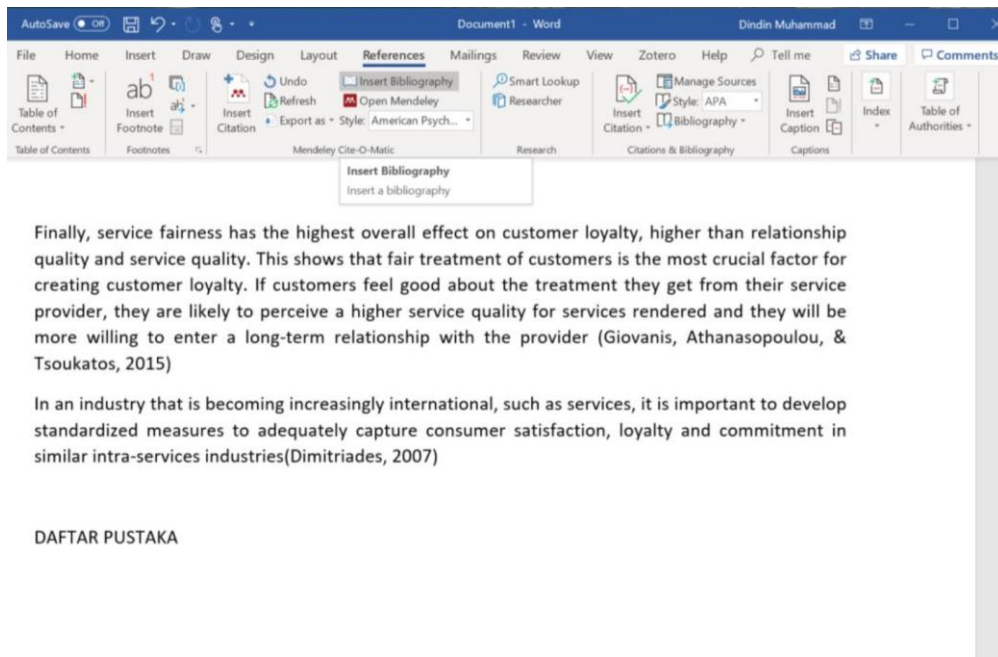 AutoSave Off Document1 - Word Dindin Muhammad
File Home Insert Draw Design Layout References Mailings Review View Zotero Help Tell me Share Comments
Table of Contents
Insert Footnote
Insert Citation
Undo
Refresh
Export as
Insert Bibliography
Open Mendeley
Style: American Psych...
Smart Lookup
Researcher
Insert Citation
Manage Sources
Style: APA
Bibliography
Insert Caption
Index
Table of Authorities
Table of Contents Footnotes Mendeley Cite-O-Matic Research Citations & Bibliography Captions
Insert Bibliography
Insert a bibliography
Finally, service fairness has the highest overall effect on customer loyalty, higher than relationship
quality and service quality. This shows that fair treatment of customers is the most crucial factor for
creating customer loyalty. If customers feel good about the treatment they get from their service
provider, they are likely to perceive a higher service quality for services rendered and they will be
more willing to enter a long-term relationship with the provider (Giovanis, Athanasopoulou, &
Tsoukatos, 2015)
In an industry that is becoming increasingly international, such as services, it is important to develop
standardized measures to adequately capture consumer satisfaction, loyalty and commitment in
similar intra-services industries(Dimitriades, 2007)
DAFTAR PUSTAKA